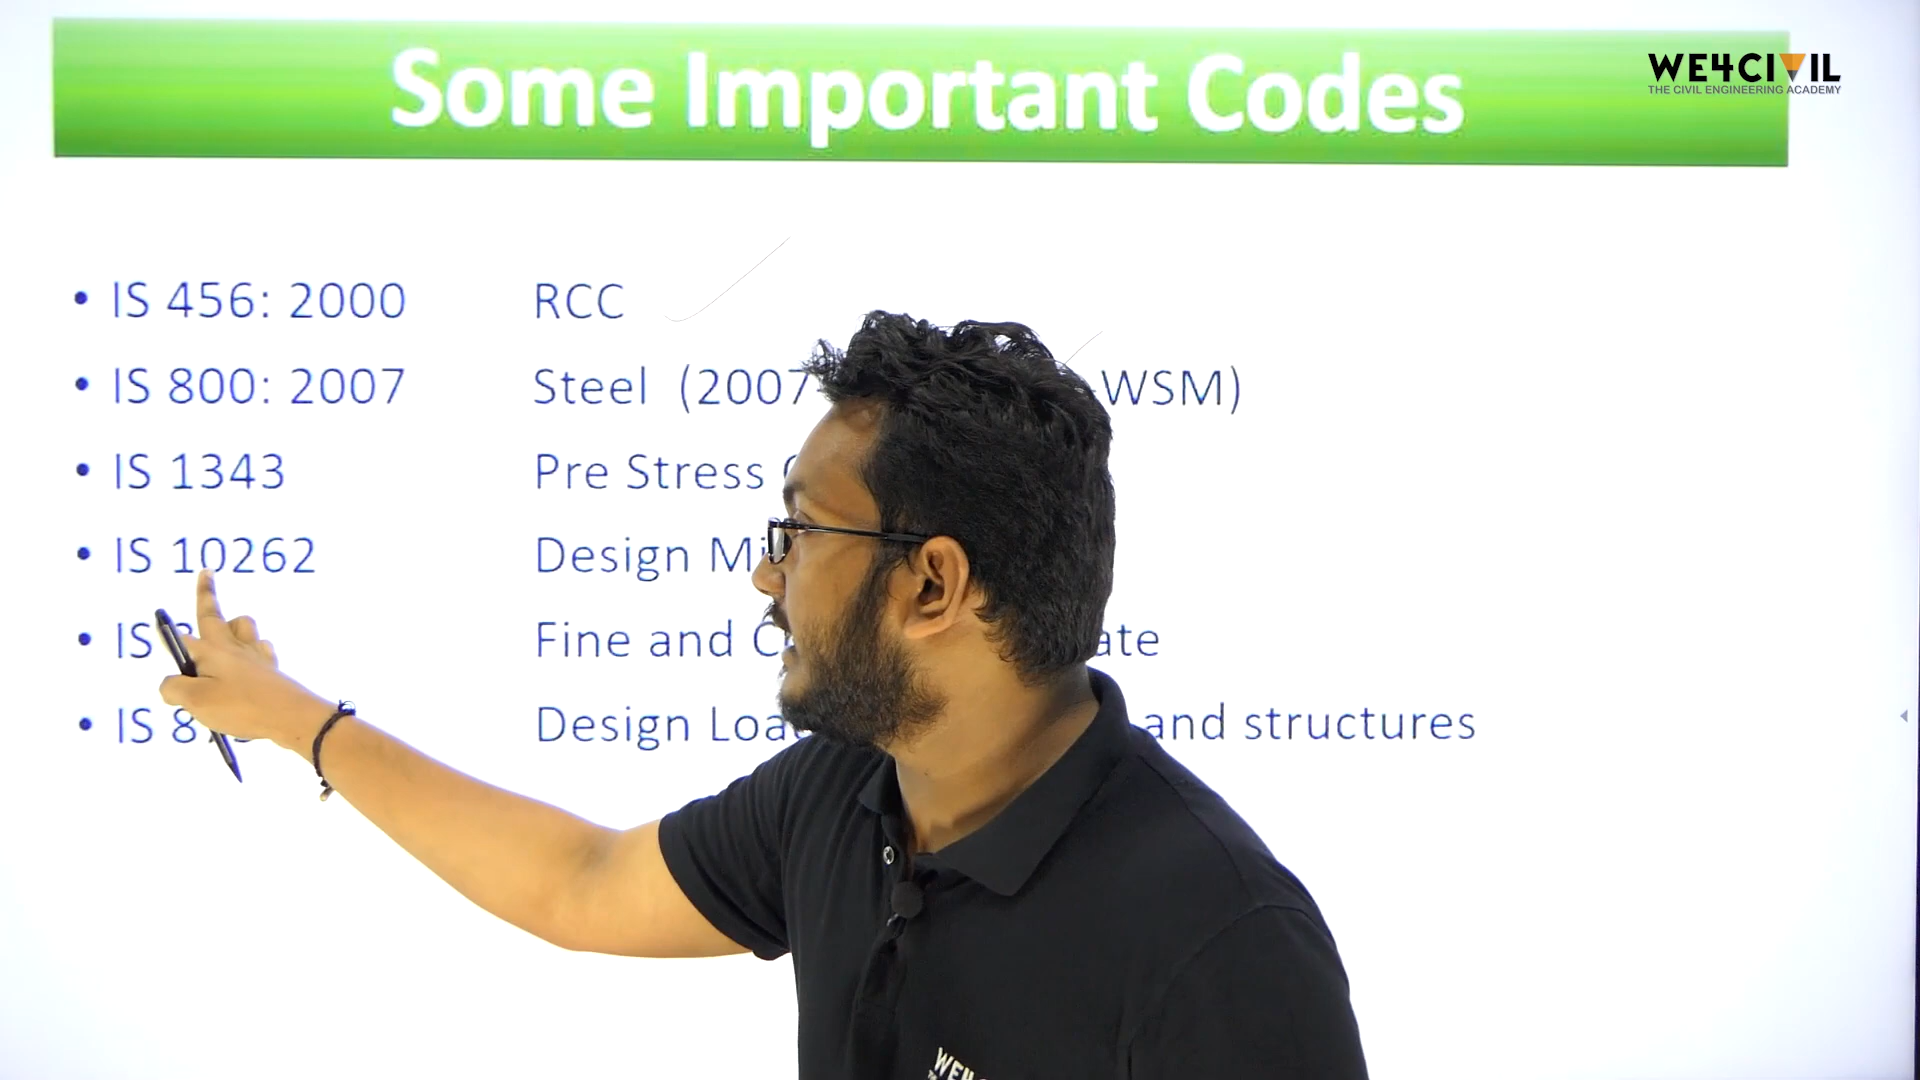 Some Important Codes
WE4CIVIL
THE CIVIL ENGINEERING ACADEMY
• IS 456: 2000 RCC
• IS 800: 2007 Steel (2007 WSM)
• IS 1343 Pre Stress
• IS 10262 Design
• IS Fine and
• IS Design and structures